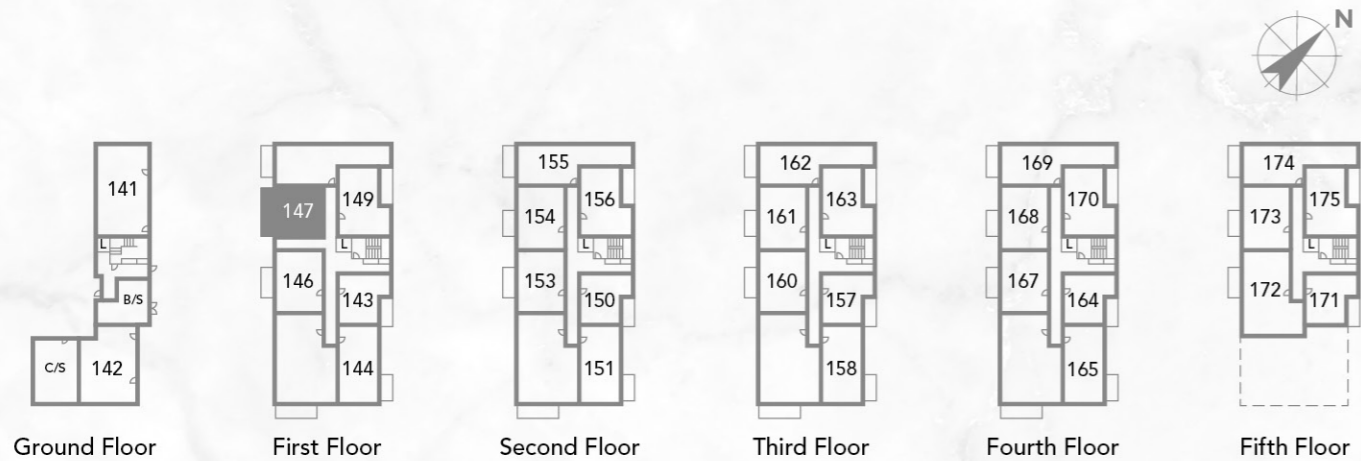 N
141
L
B/S
C/S
142
Ground Floor
147
149
L
146
143
144
First Floor
155
154
156
L
153
150
151
Second Floor
162
161
163
L
160
157
158
Third Floor
169
168
170
L
167
164
165
Fourth Floor
174
173
175
L
172
171
Fifth Floor